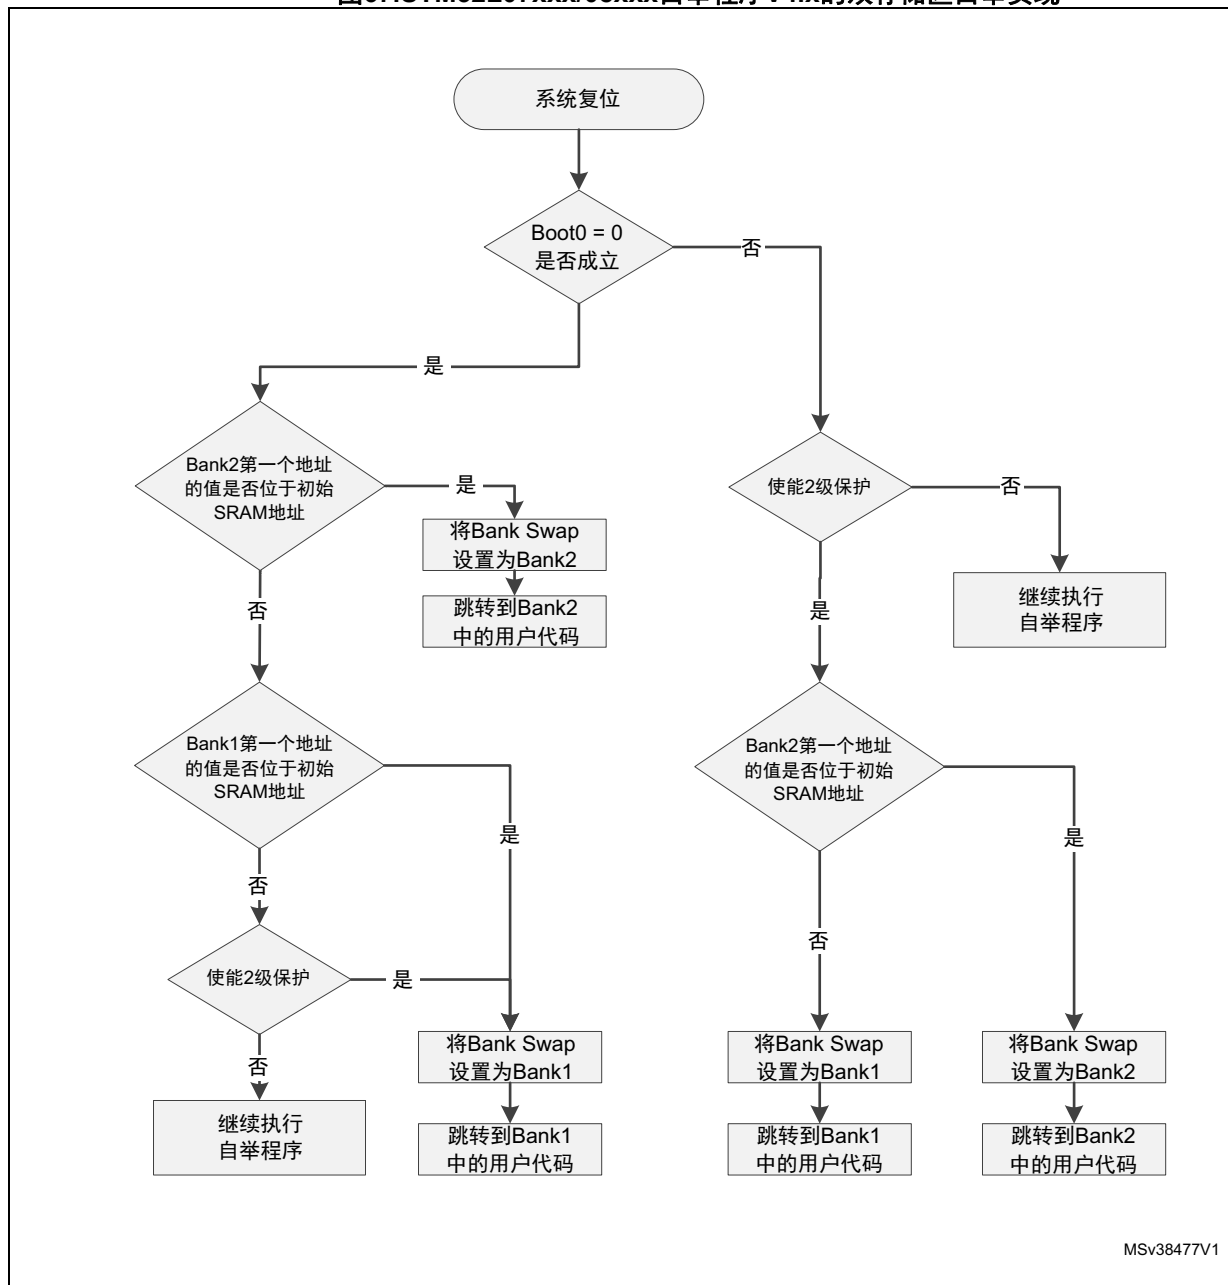 系统复位
Boot0 = 0
是否成立
否
是
Bank2第一个地址
的值是否位于初始
SRAM地址
是
将Bank Swap
设置为Bank2
跳转到Bank2
中的用户代码
使能2级保护
否
继续执行
自举程序
否
是
Bank1第一个地址
的值是否位于初始
SRAM地址
是
Bank2第一个地址
的值是否位于初始
SRAM地址
是
否
否
使能2级保护
是
将Bank Swap
设置为Bank1
跳转到Bank1
中的用户代码
否
继续执行
自举程序
将Bank Swap
设置为Bank1
跳转到Bank1
中的用户代码
将Bank Swap
设置为Bank2
跳转到Bank2
中的用户代码
MSv38477V1